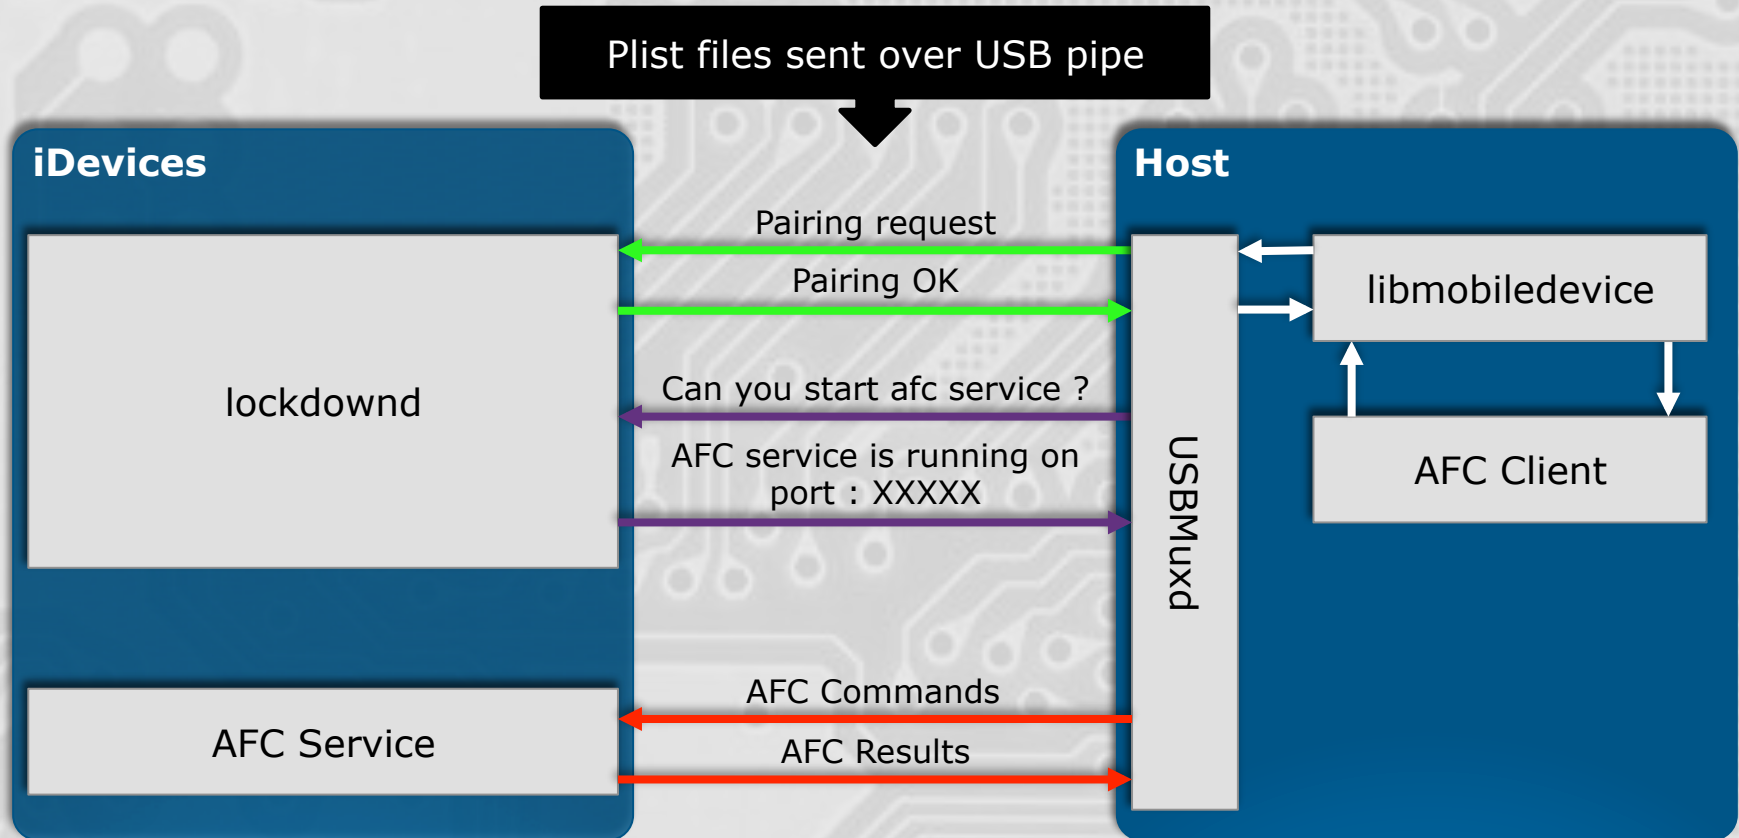 Plist files sent over USB pipe
iDevices
Host
Pairing request
Pairing OK
libmobiledevice
lockdownd
Can you start afc service ?
AFC service is running on
port : XXXXX
USBMuxd
AFC Client
AFC Commands
AFC Service
AFC Results